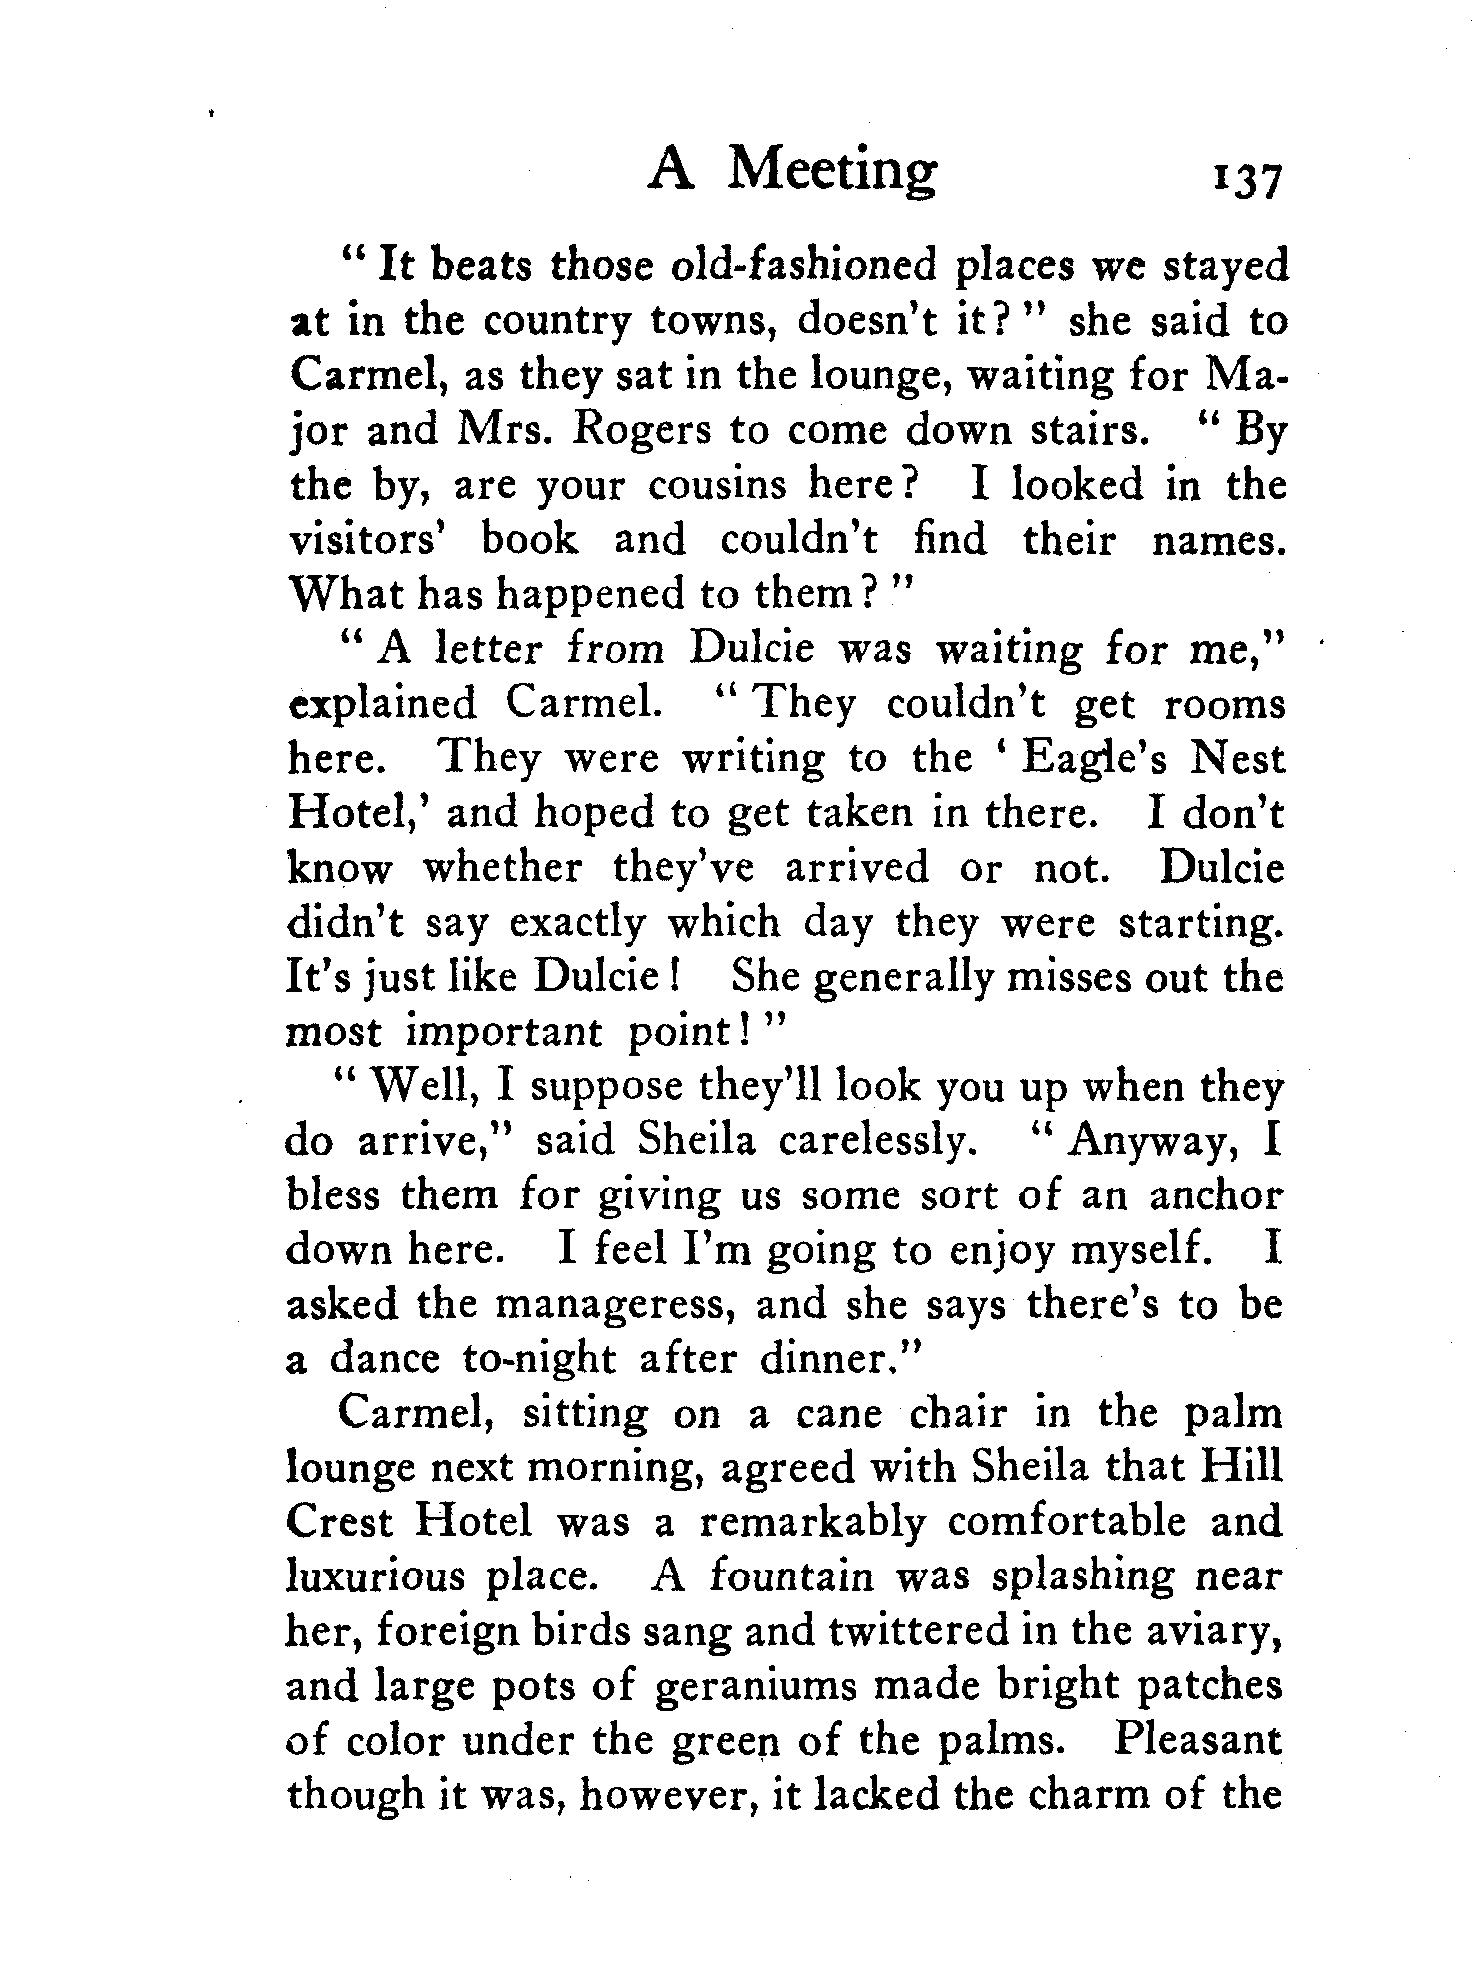 A Meeting 137
" It beats those old-fashioned places we stayed
at in the country towns, doesn't it? " she said to
Carmel, as they sat in the lounge, waiting for Ma-
jor and Mrs. Rogers to come down stairs. " By
the by, are your cousins here? I looked in the
visitors' book and couldn't find their names.
What has happened to them? "
" A letter from Dulcie was waiting for me,"
explained Carmel. " They couldn't get rooms
here. They were writing to the ' Eagle's Nest
Hotel,' and hoped to get taken in there. I don't
know whether they've arrived or not. Dulcie
didn't say exactly which day they were starting.
It's just like Dulcie! She generally misses out the
most important point! "
" Well, I suppose they'll look you up when they
do arrive," said Sheila carelessly. " Anyway, I
bless them for giving us some sort of an anchor
down here. I feel I'm going to enjoy myself. I
asked the manageress, and she says there's to be
a dance to-night after dinner."
Carmel, sitting on a cane chair in the palm
lounge next morning, agreed with Sheila that Hill
Crest Hotel was a remarkably comfortable and
luxurious place. A fountain was splashing near
her, foreign birds sang and twittered in the aviary,
and large pots of geraniums made bright patches
of color under the green of the palms. Pleasant
though it was, however, it lacked the charm of the